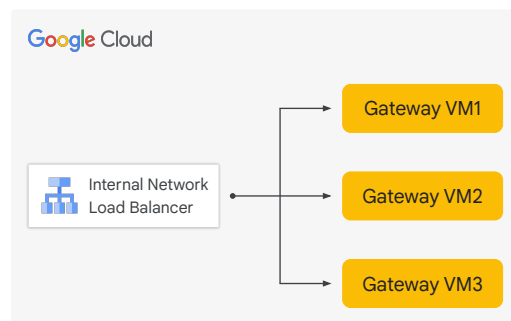 Google Cloud
Gateway VM1
Internal Network
Load Balancer
Gateway VM2
Gateway VM3